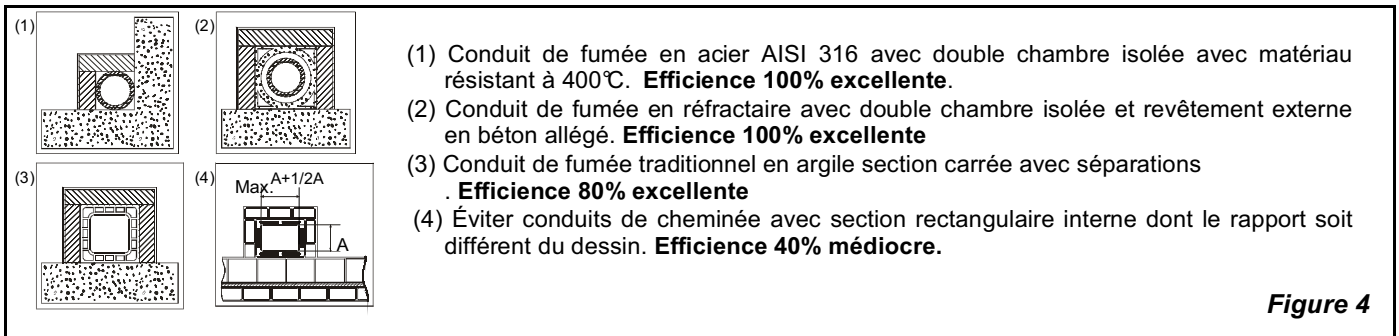 (1)
(2)
(3)
(4)
Max. A+1/2A
A
(1) Conduit de fumée en acier AISI 316 avec double chambre isolée avec matériau
résistant à 400°C. Efficience 100% excellente.
(2) Conduit de fumée en réfractaire avec double chambre isolée et revêtement externe
en béton allégé. Efficience 100% excellente
(3) Conduit de fumée traditionnel en argile section carrée avec séparations
. Efficience 80% excellente
(4) Éviter conduits de cheminée avec section rectangulaire interne dont le rapport soit
différent du dessin. Efficience 40% médiocre.
Figure 4